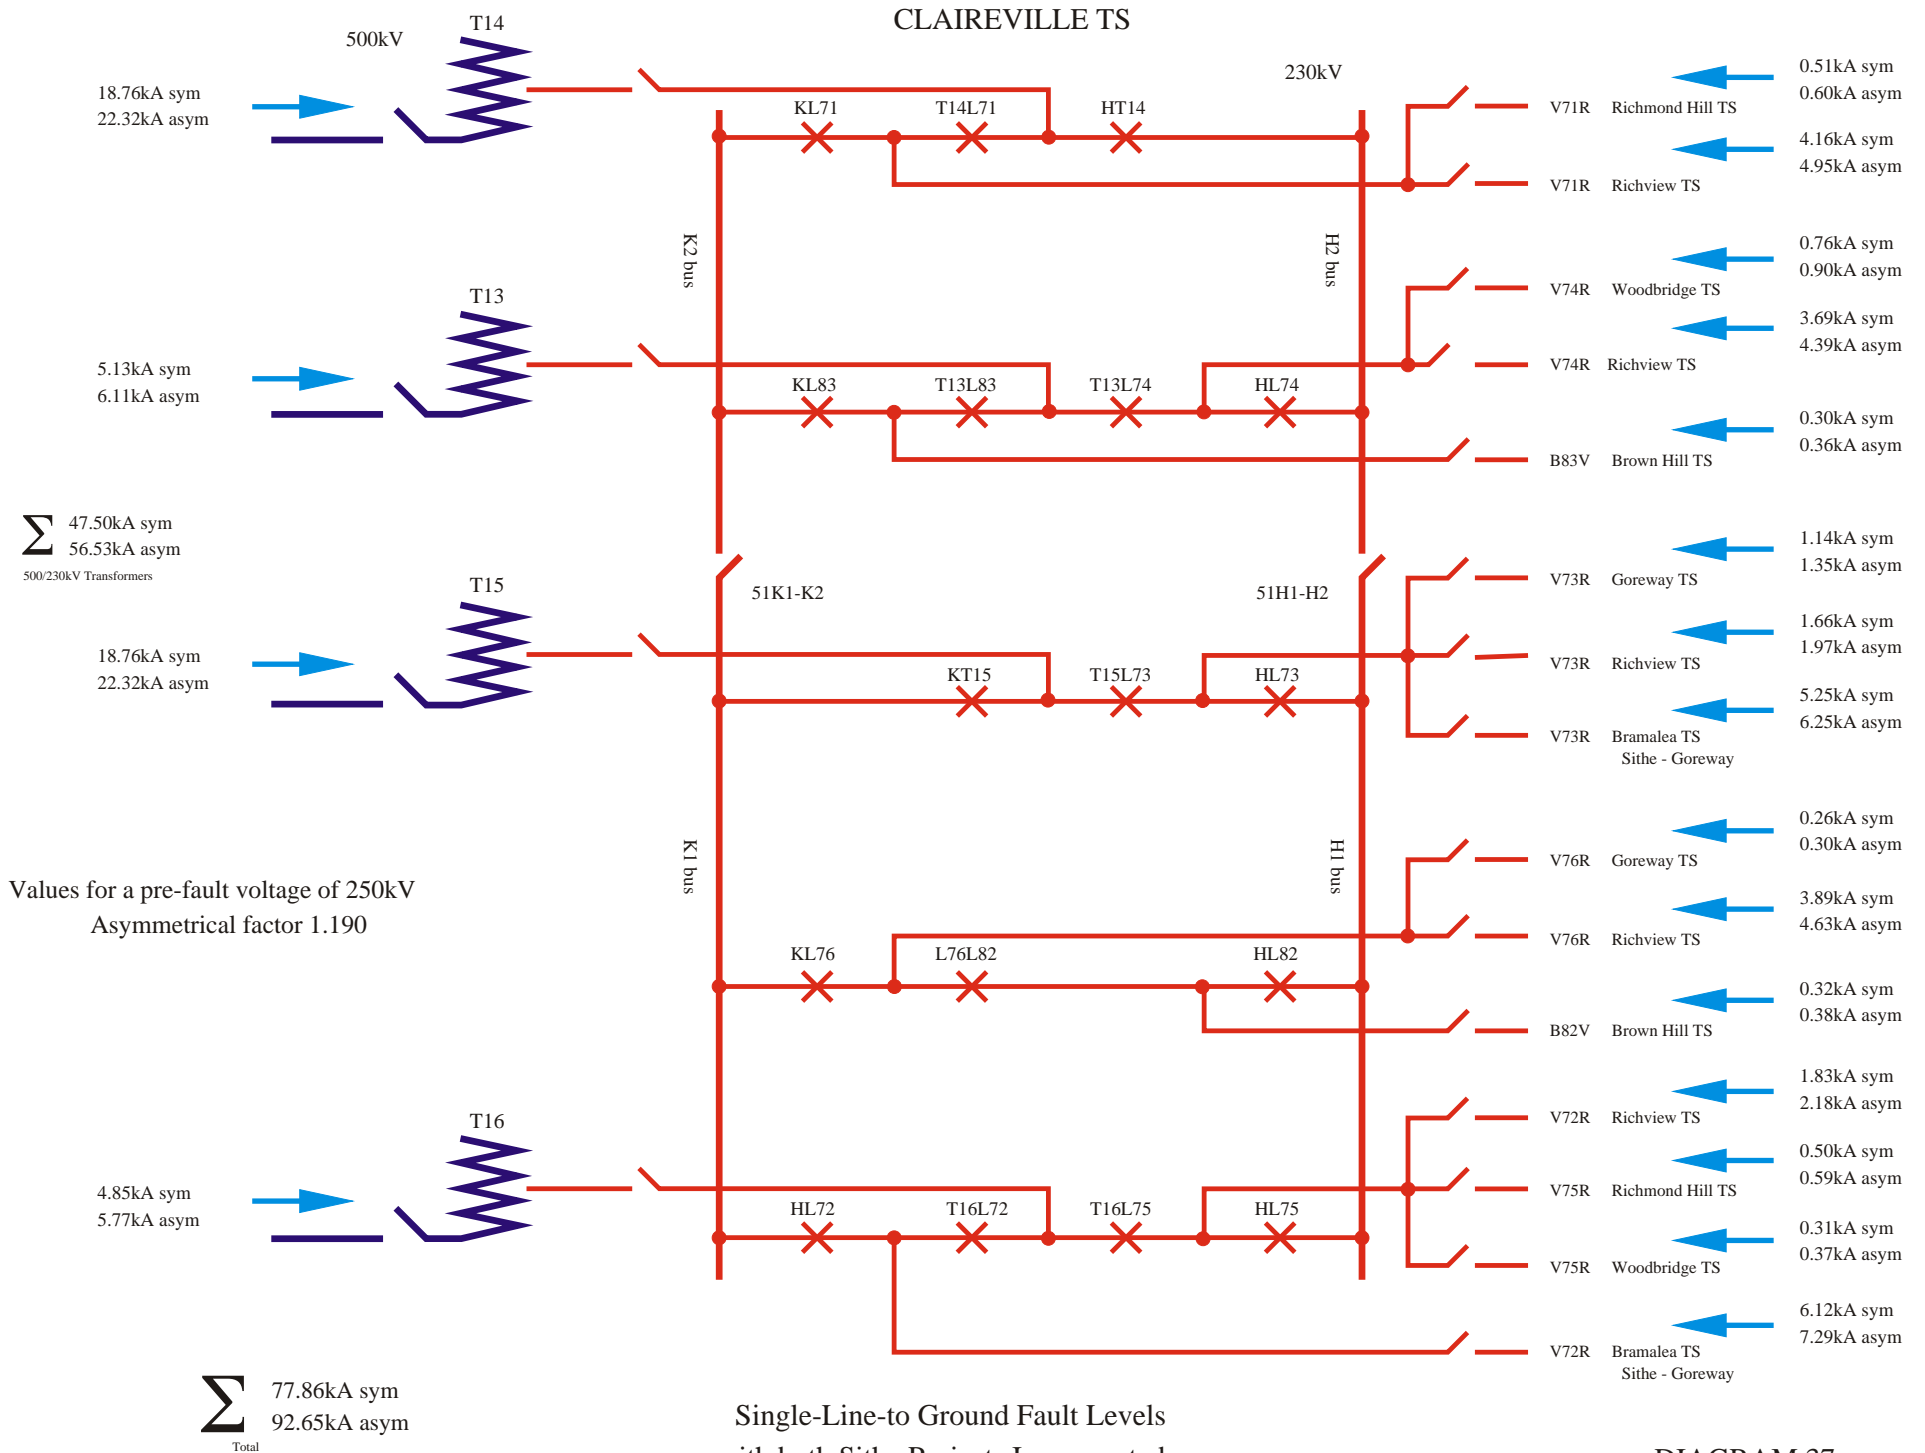 CLAIREVILLE TS
T14
500kV
230kV
18.76kA sym
22.32kA asym
KL71
T14L71
HT14
0.51kA sym
0.60kA asym
V71R Richmond Hill TS
4.16kA sym
4.95kA asym
V71R Richview TS
K2 bus
H2 bus
0.76kA sym
0.90kA asym
V74R Woodbridge TS
T13
5.13kA sym
6.11kA asym
3.69kA sym
4.39kA asym
V74R Richview TS
KL83
T13L83
T13L74
HL74
0.30kA sym
0.36kA asym
B83V Brown Hill TS
Σ 47.50kA sym
56.53kA asym
500/230kV Transformers
1.14kA sym
1.35kA asym
V73R Goreway TS
T15
51K1-K2
51H1-H2
18.76kA sym
22.32kA asym
1.66kA sym
1.97kA asym
V73R Richview TS
KT15
T15L73
HL73
5.25kA sym
6.25kA asym
V73R Bramalea TS
Sithe - Goreway
K1 bus
H1 bus
0.26kA sym
0.30kA asym
V76R Goreway TS
Values for a pre-fault voltage of 250kV
Asymmetrical factor 1.190
3.89kA sym
4.63kA asym
V76R Richview TS
KL76
L76L82
HL82
0.32kA sym
0.38kA asym
B82V Brown Hill TS
1.83kA sym
2.18kA asym
V72R Richview TS
T16
4.85kA sym
5.77kA asym
0.50kA sym
0.59kA asym
V75R Richmond Hill TS
HL72
T16L72
T16L75
HL75
0.31kA sym
0.37kA asym
V75R Woodbridge TS
6.12kA sym
7.29kA asym
V72R Bramalea TS
Sithe - Goreway
Σ 77.86kA sym
92.65kA asym
Total
Single-Line-to Ground Fault Levels
both Sithe
DIAGRAM 37